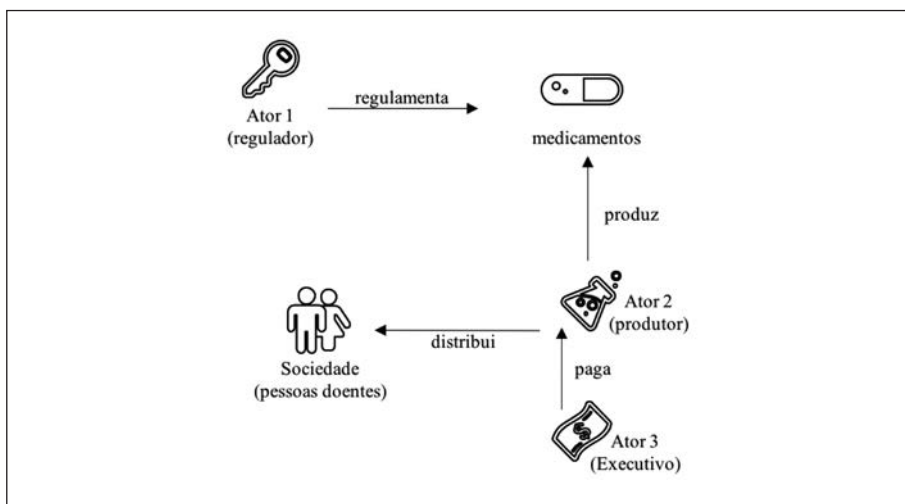 regulamenta
Ator 1
(regulador)
medicamentos
produz
Ator 2
(produtor)
distribui
Sociedade
(pessoas doentes)
paga
Ator 3
(Executivo)